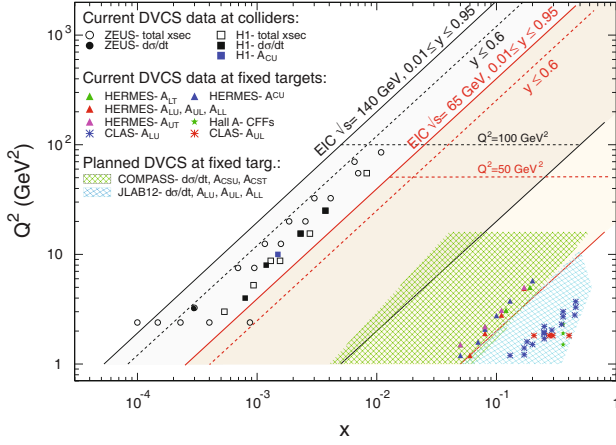 Current DVCS data at colliders:
ZEUS- total xsec H1- total xsec
ZEUS- dσ/dt H1- dσ/dt
H1- A_CU
Current DVCS data at fixed targets:
HERMES- A_LT HERMES- A^CU
HERMES- A_LU, A_UL, A_LL
HERMES- A_UT Hall A- CFFs
CLAS- A_LU CLAS- A_UL
Planned DVCS at fixed targ.:
COMPASS- dσ/dt, A_CSU, A_CST
JLAB12- dσ/dt, A_LU, A_UL, A_LL
EIC √s= 140 GeV, 0.01≤ y ≤ 0.95
y ≤ 0.6
EIC √s= 65 GeV, 0.01≤ y ≤ 0.95
y ≤ 0.6
Q²=100 GeV²
Q²=50 GeV²
Q² (GeV²)
10³
10²
10
1
10⁻⁴ 10⁻³ 10⁻² 10⁻¹ 1
x